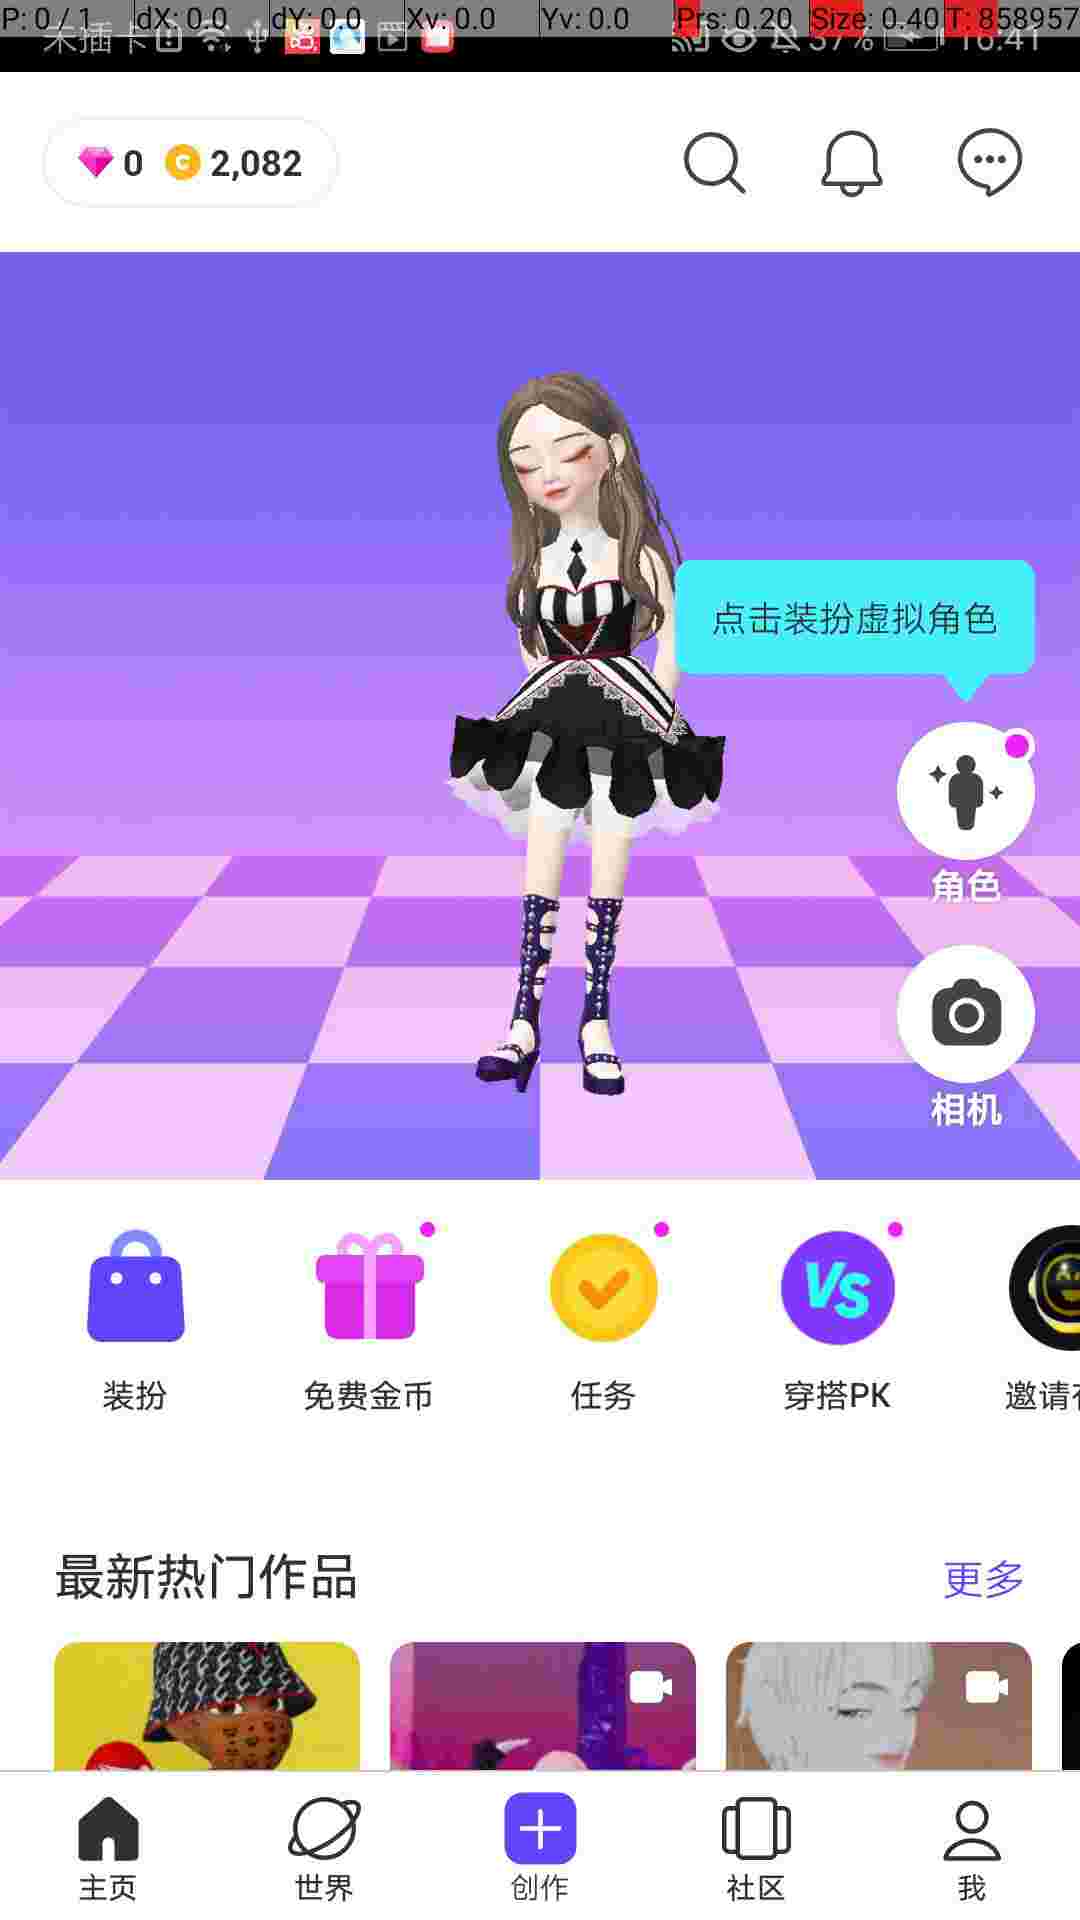 P: 0 / 1 dX: 0.0 dY: 0.0 Xv: 0.0 Yv: 0.0 Prs: 0.20 Size: 0.40 T: 858957
未插卡 37% 16:41
0 2,082
点击装扮虚拟角色
角色
相机
VS
装扮 免费金币 任务 穿搭PK 邀请
最新热门作品 更多
主页 世界 创作 社区 我